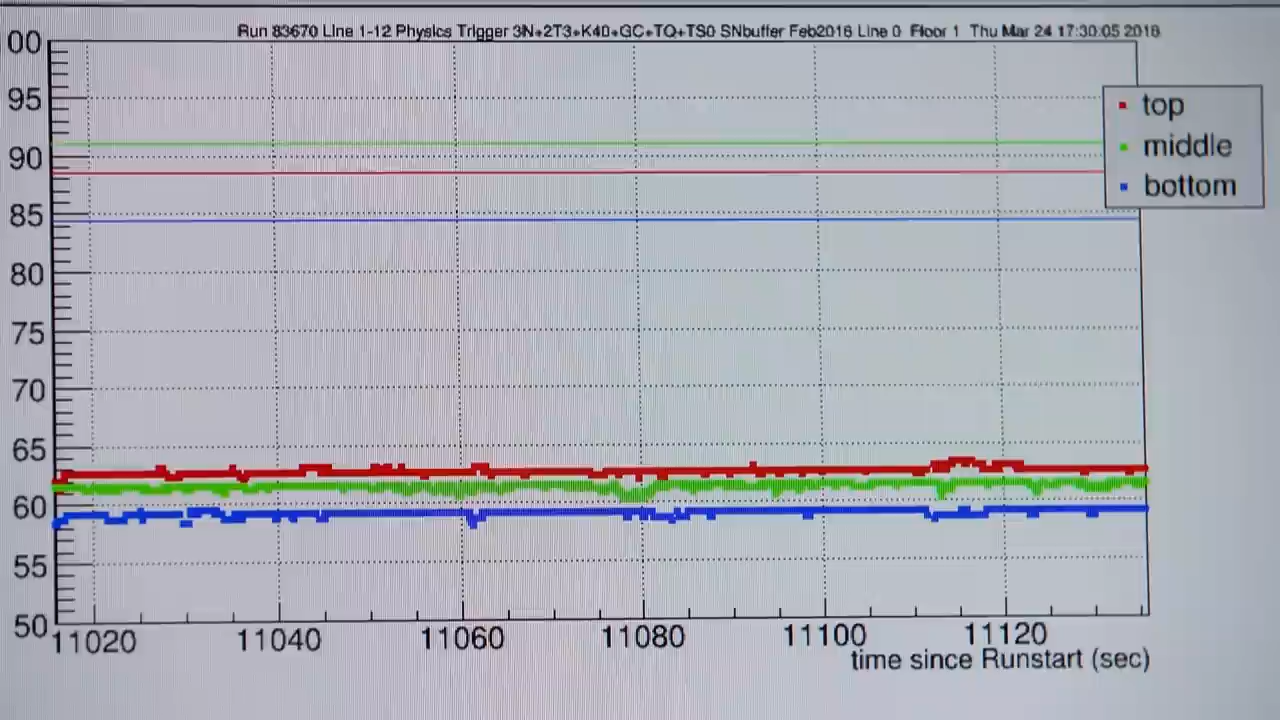 Run 83670 Line 1-12 Physics Trigger 3N+2T3+K40+GC+TQ+TS0 SNbuffer Feb2016 Line 0 Floor 1 Thu Mar 24 17:30:05 2016
00
95
90
85
80
75
70
65
60
55
50
top
middle
bottom
11020 11040 11060 11080 11100 11120
time since Runstart (sec)